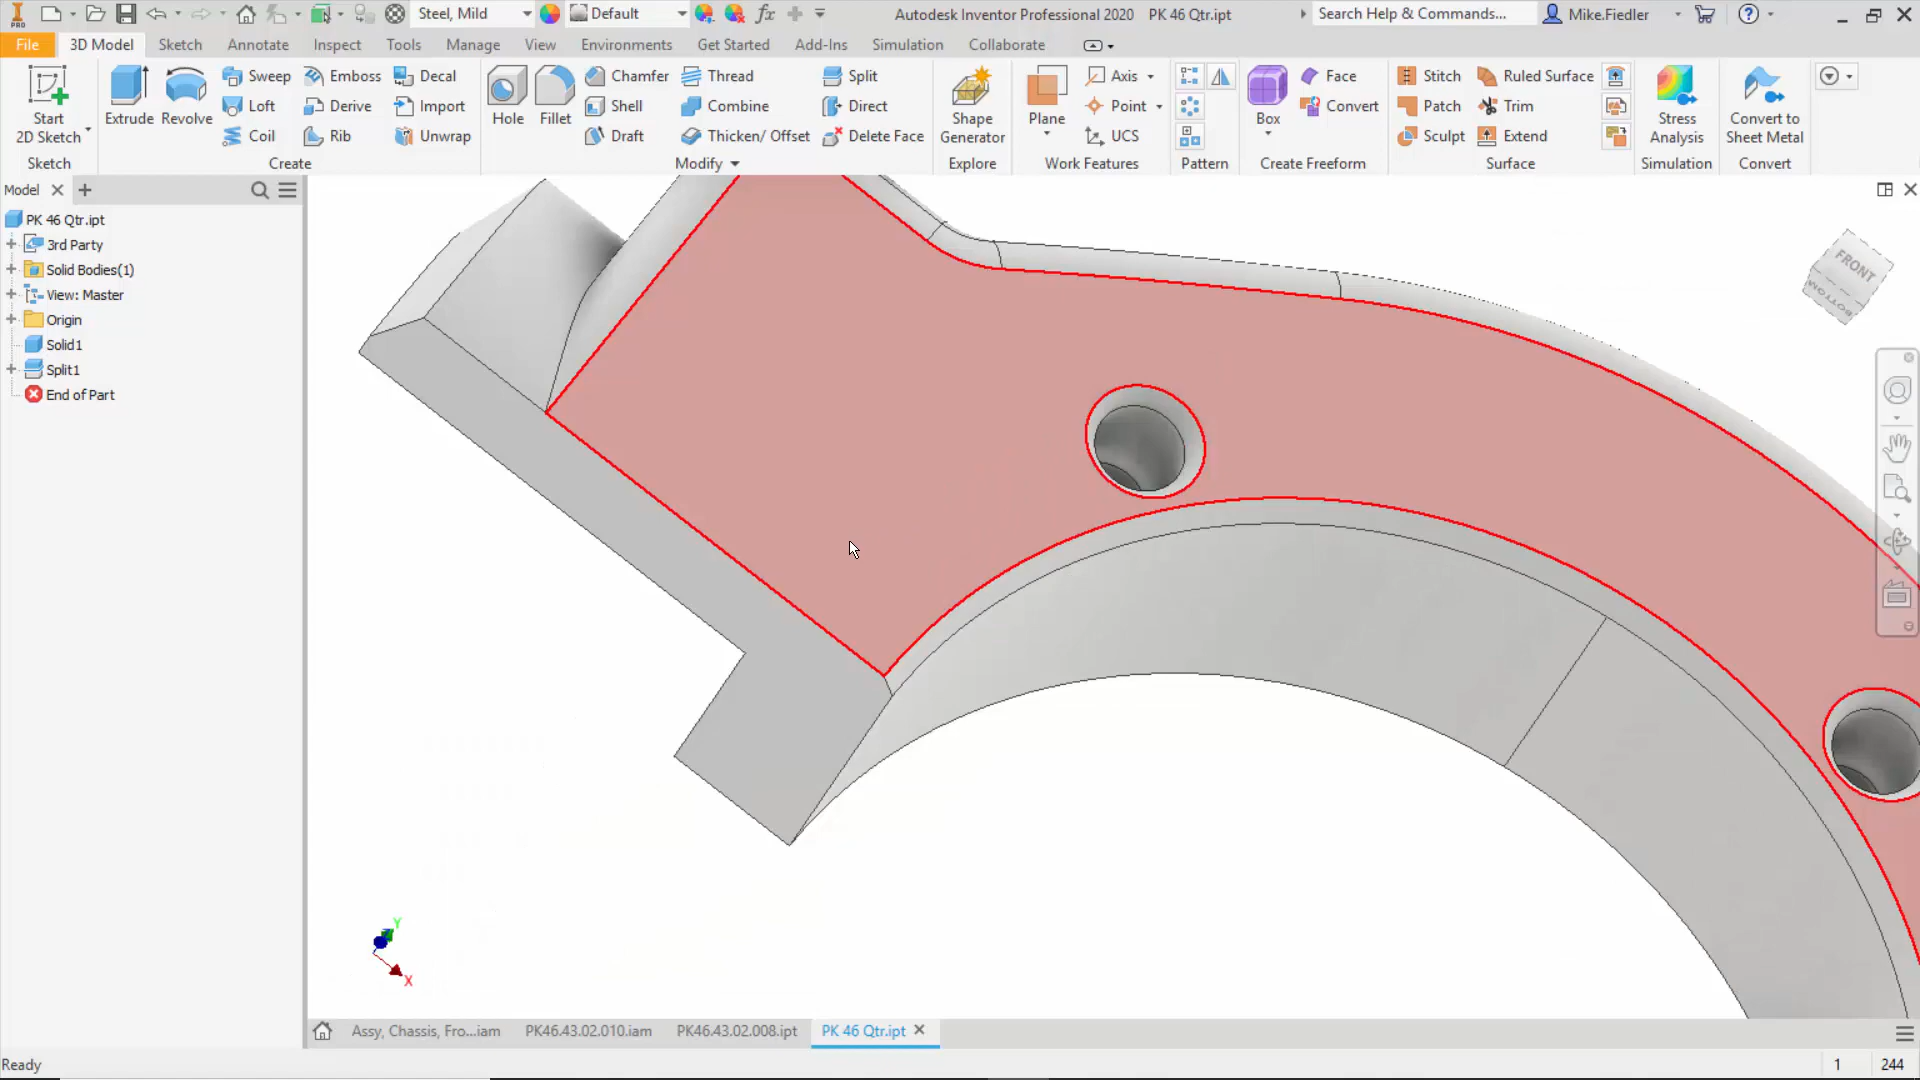 PRO
Steel, Mild
Default
fx
Autodesk Inventor Professional 2020 PK 46 Qtr.ipt
Search Help & Commands...
Mike.Fiedler
File
3D Model
Sketch
Annotate
Inspect
Tools
Manage
View
Environments
Get Started
Add-Ins
Simulation
Collaborate
Start
2D Sketch
Sketch
Extrude
Revolve
Sweep
Loft
Coil
Emboss
Derive
Rib
Decal
Import
Unwrap
Create
Hole
Fillet
Chamfer
Shell
Draft
Thread
Combine
Thicken/ Offset
Split
Direct
Delete Face
Modify
Shape
Generator
Explore
Plane
Axis
Point
UCS
Work Features
Pattern
Box
Face
Convert
Create Freeform
Stitch
Patch
Sculpt
Ruled Surface
Trim
Extend
Surface
Stress
Analysis
Simulation
Convert to
Sheet Metal
Convert
Model
PK 46 Qtr.ipt
3rd Party
Solid Bodies(1)
View: Master
Origin
Solid1
Split1
End of Part
FRONT
BOTTOM
Y
X
Assy, Chassis, Fro...iam
PK46.43.02.010.iam
PK46.43.02.008.ipt
PK 46 Qtr.ipt
Ready
1
244